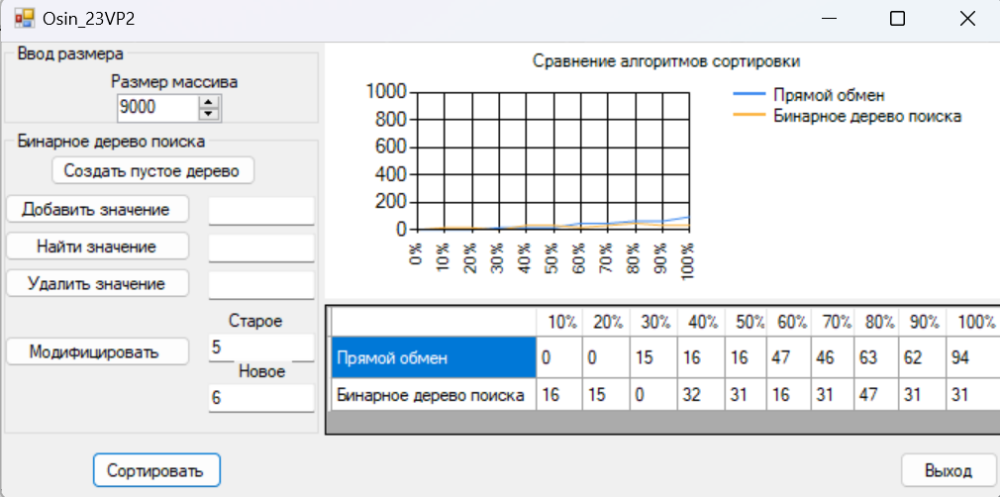 Osin_23VP2
Ввод размера
Размер массива
9000
Бинарное дерево поиска
Создать пустое дерево
Добавить значение
Найти значение
Удалить значение
Старое
Модифицировать
5
Новое
6
Сортировать
Сравнение алгоритмов сортировки
1000
800
600
400
200
0
0% 10% 20% 30% 40% 50% 60% 70% 80% 90% 100%
Прямой обмен
Бинарное дерево поиска
10% 20% 30% 40% 50% 60% 70% 80% 90% 100%
Прямой обмен 0 0 15 16 16 47 46 63 62 94
Бинарное дерево поиска 16 15 0 32 31 16 31 47 31 31
Выход